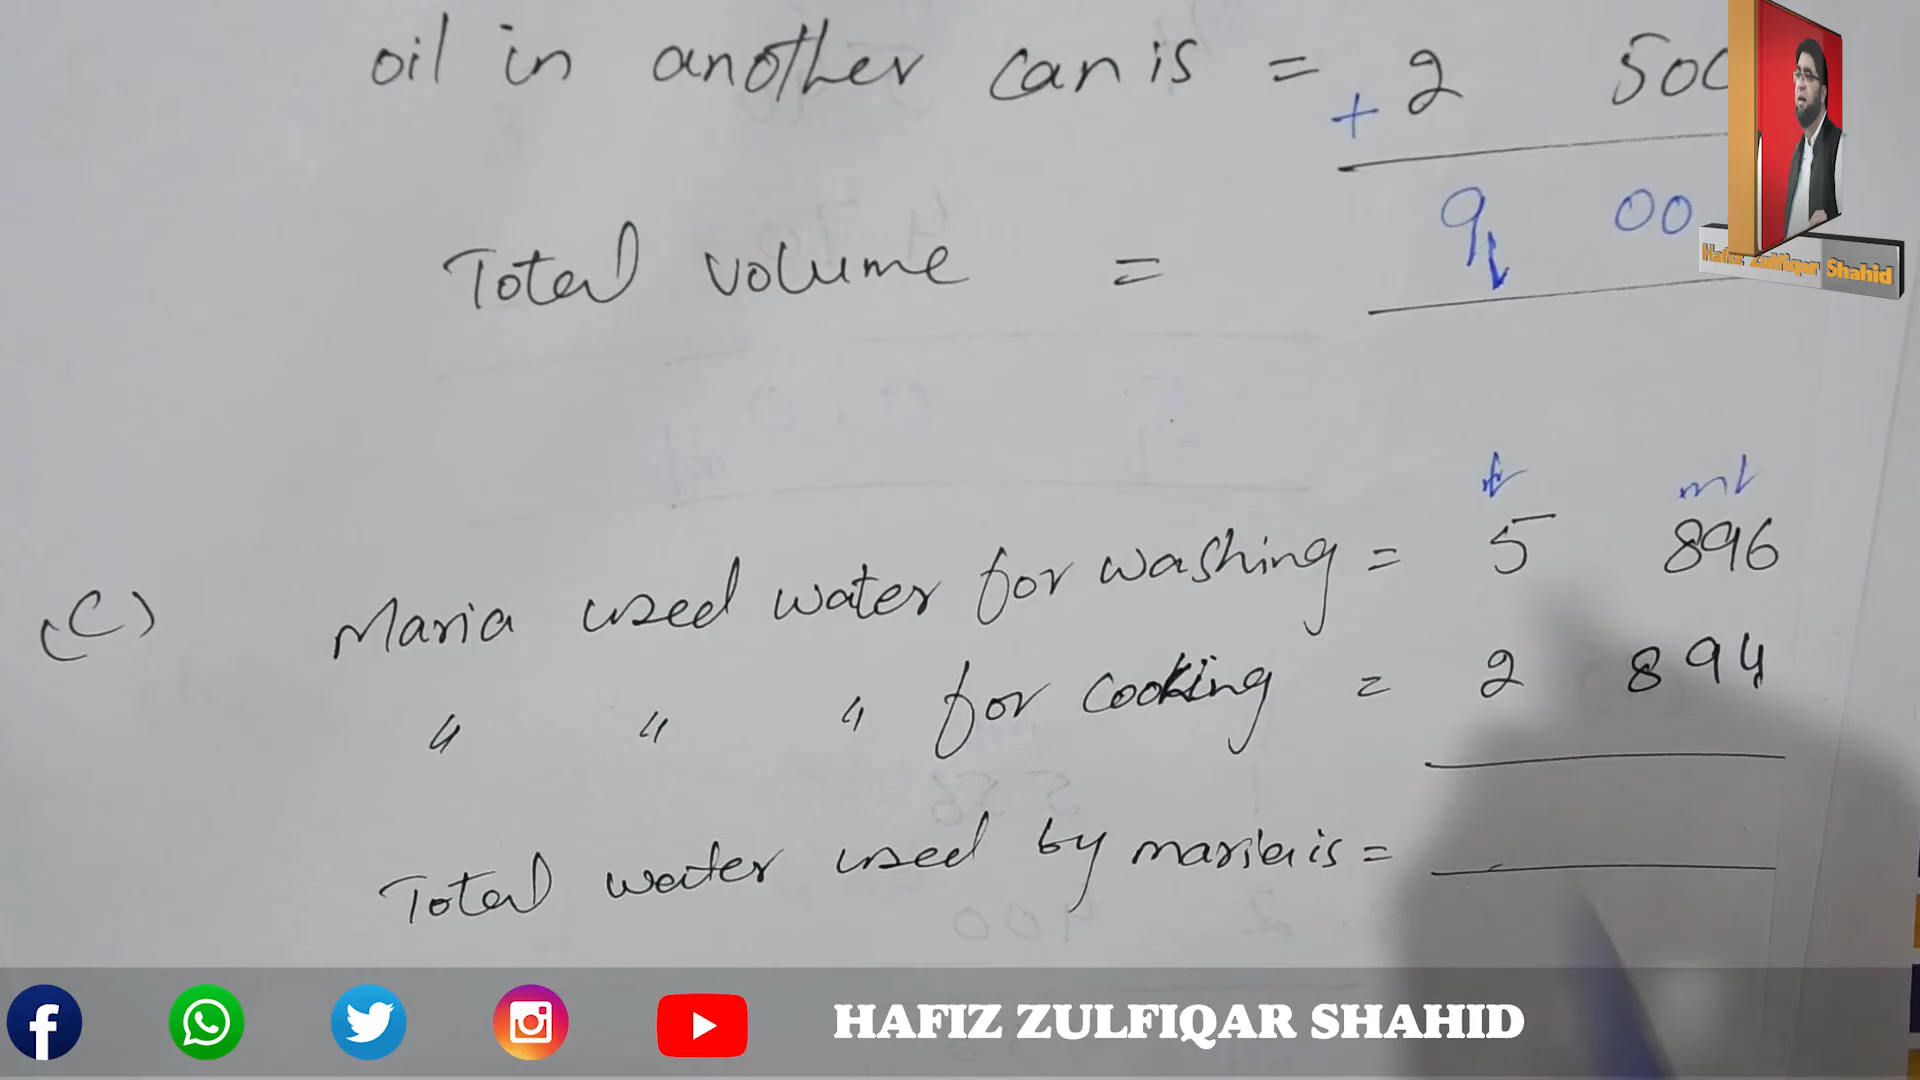 oil in another can is = + 2 500
Total volume = 9l 00
Hafiz Zulfiqar Shahid
l ml
(C) Maria used water for washing = 5 896
" " " for cooking = 2 894
Total water used by maria is =
HAFIZ ZULFIQAR SHAHID